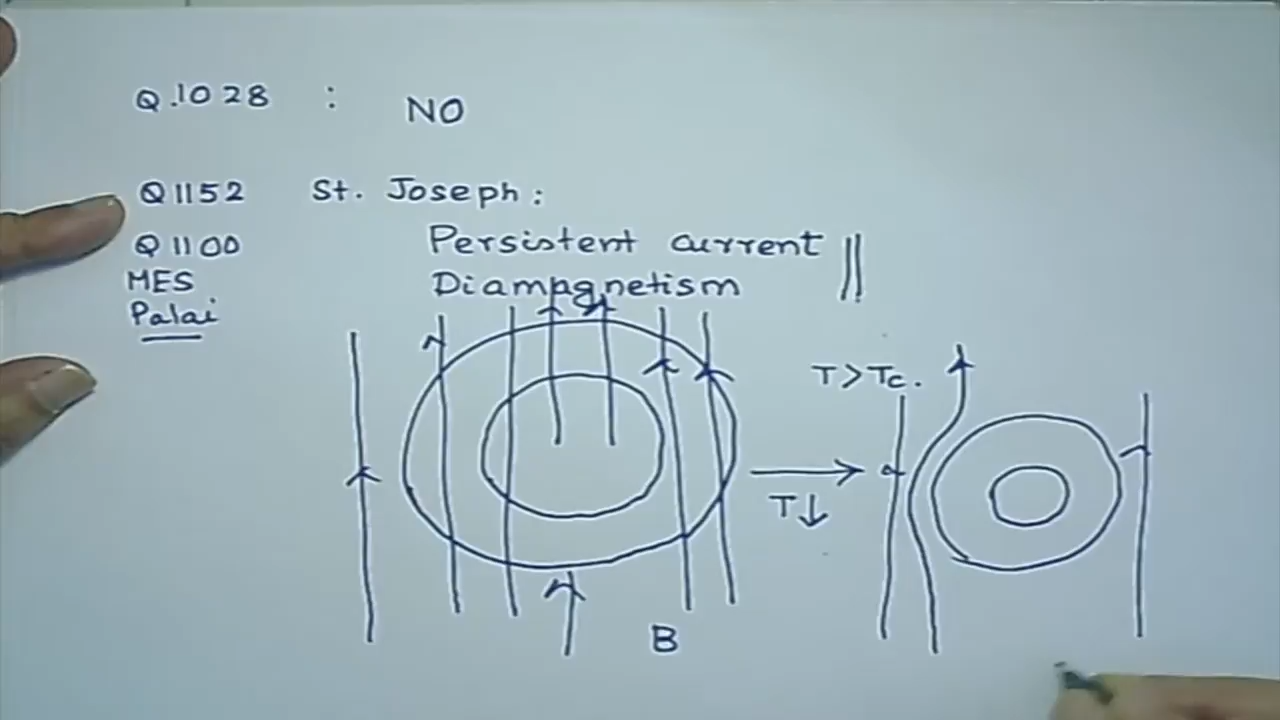 Q.1028 : NO
Q1152 St. Joseph:
Q1100 Persistent current
MES Diamagnetism
Palai
T>Tc.
T↓
B